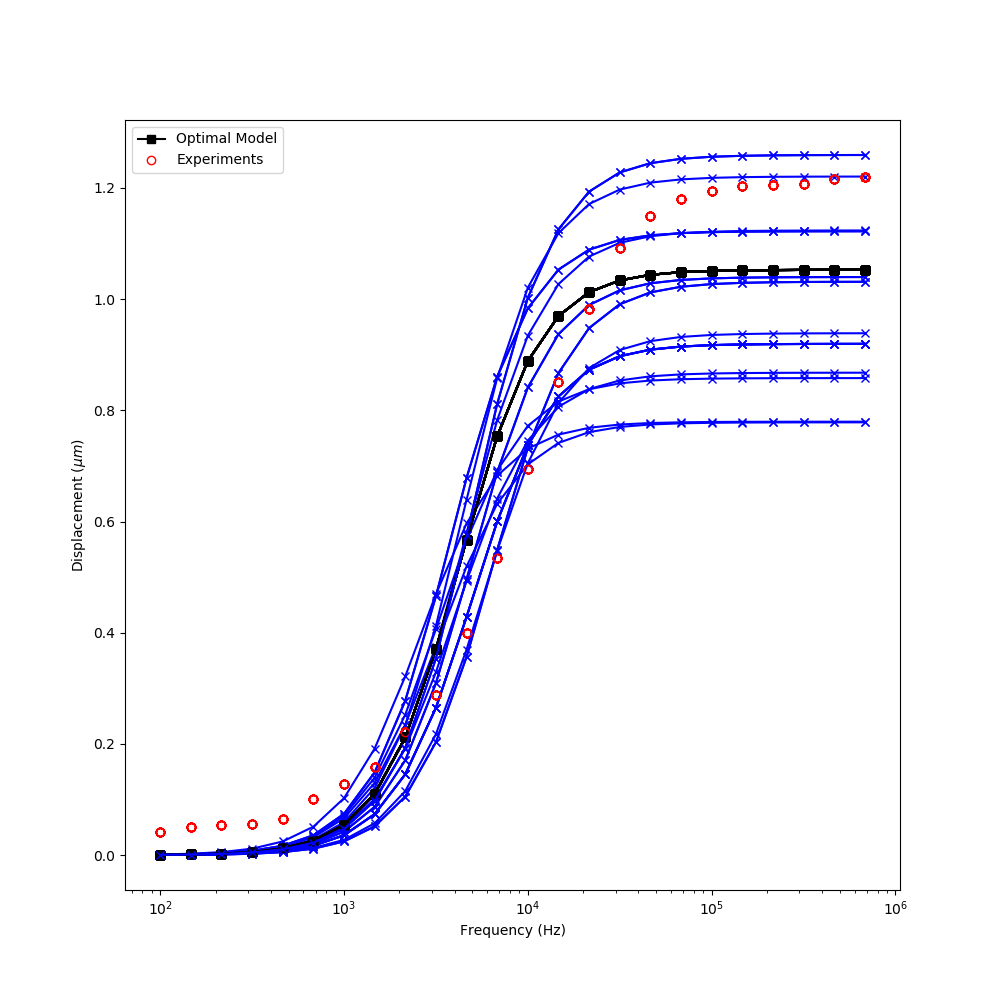 Optimal Model
Experiments
1.2
1.0
0.8
0.6
0.4
0.2
0.0
Displacement (μm)
10² 10³ 10⁴ 10⁵ 10⁶
Frequency (Hz)